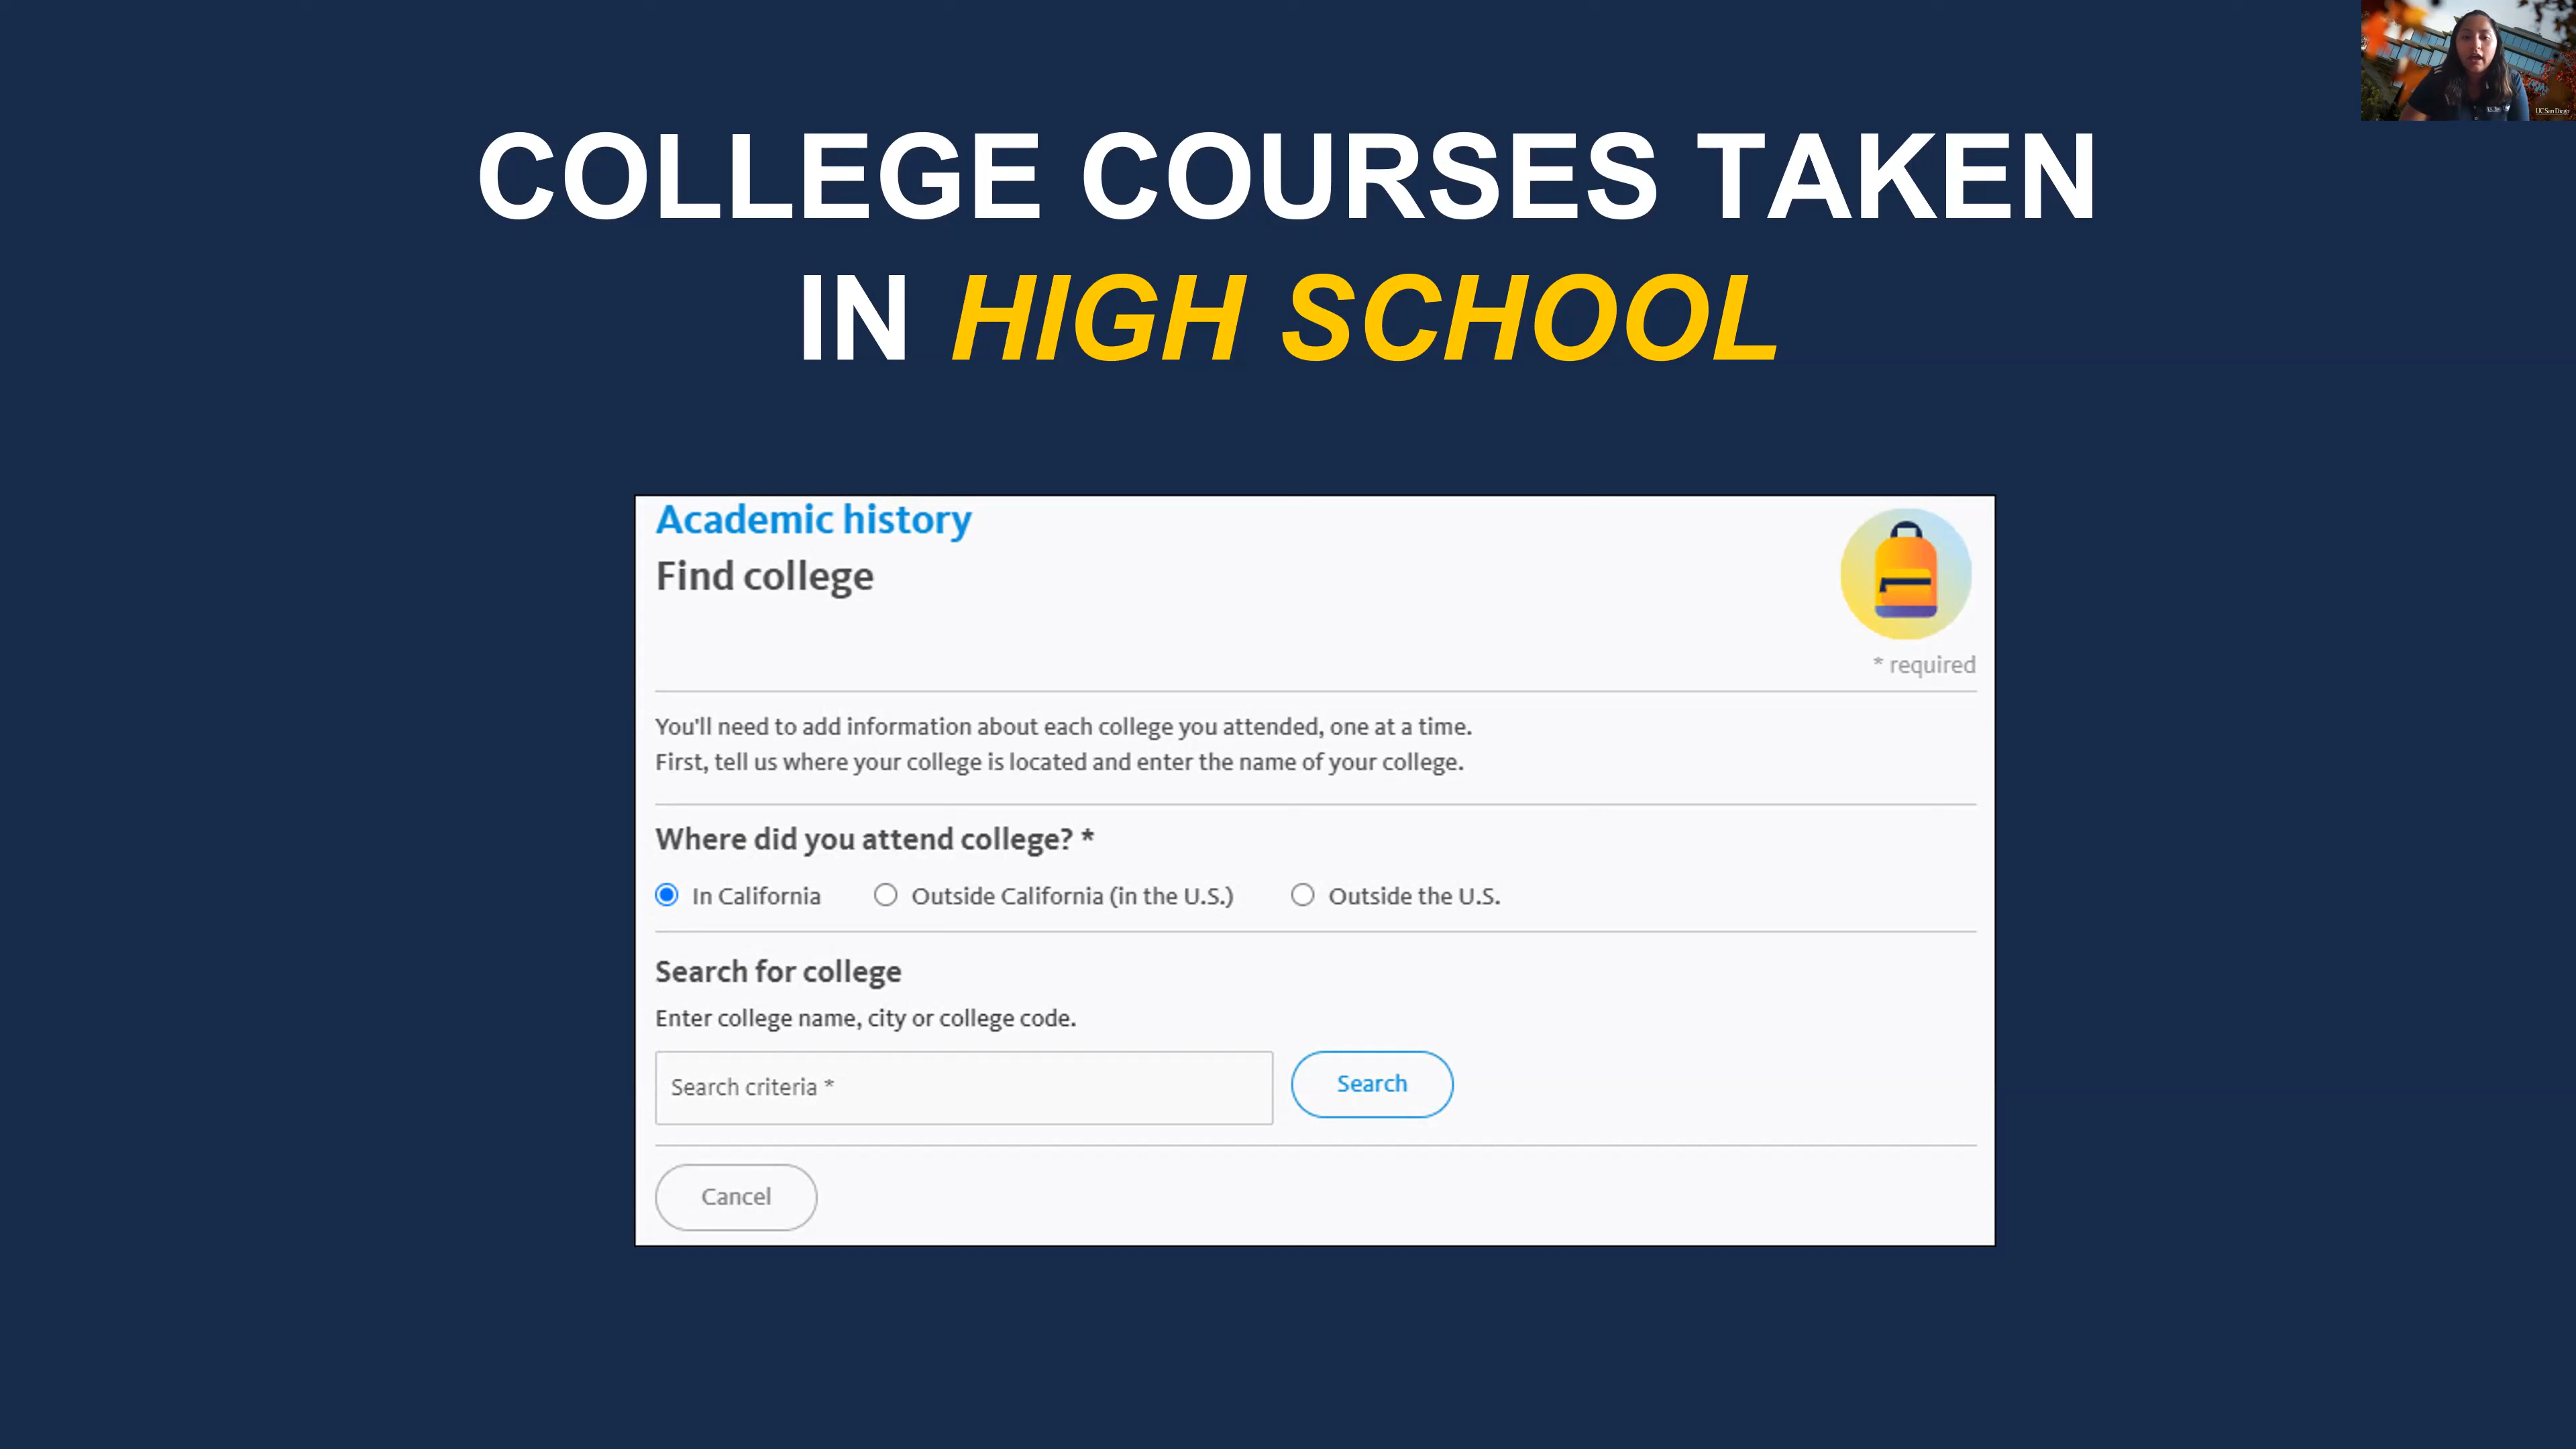 UC San Diego
COLLEGE COURSES TAKEN
IN HIGH SCHOOL
Academic history
Find college
* required
You'll need to add information about each college you attended, one at a time.
First, tell us where your college is located and enter the name of your college.
Where did you attend college? *
In California Outside California (in the U.S.) Outside the U.S.
Search for college
Enter college name, city or college code.
Search criteria * Search
Cancel